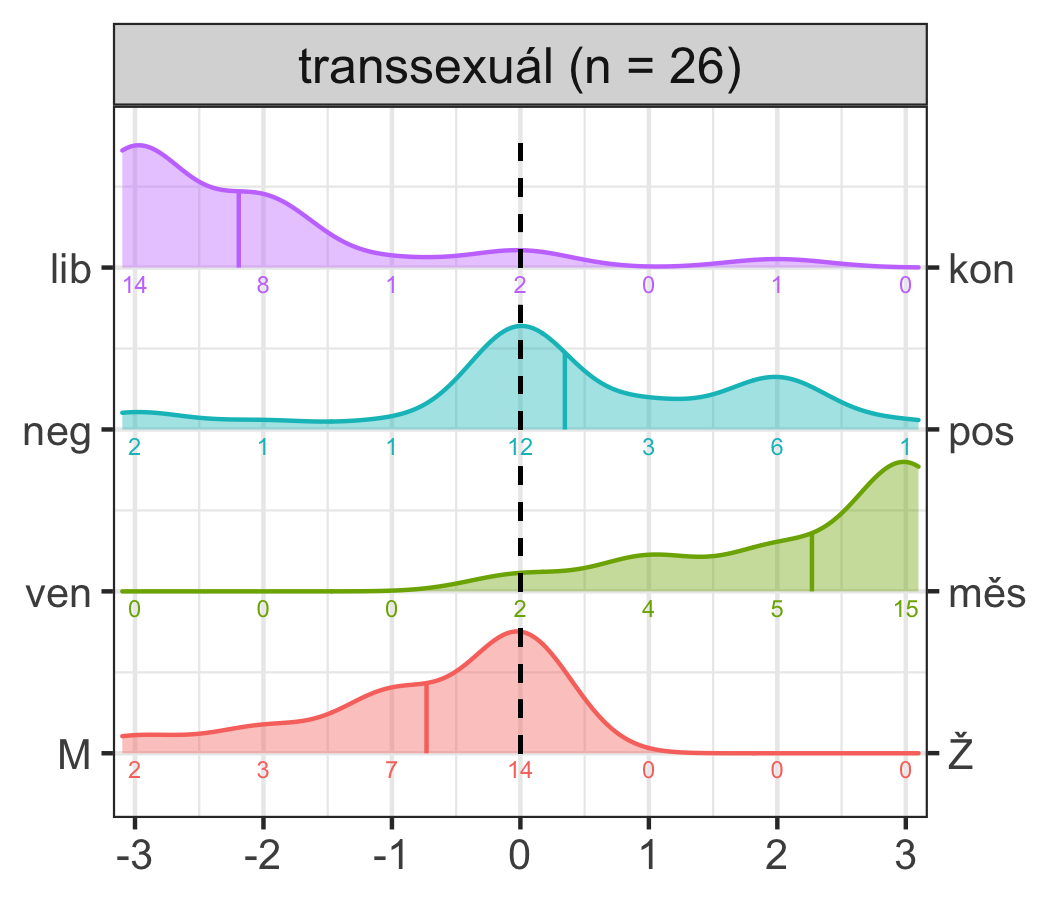 transsexuál (n = 26)
lib kon
14 8 1 2 0 1 0
neg pos
2 1 1 12 3 6 1
ven měs
0 0 0 2 4 5 15
M Ž
2 3 7 14 0 0 0
-3 -2 -1 0 1 2 3